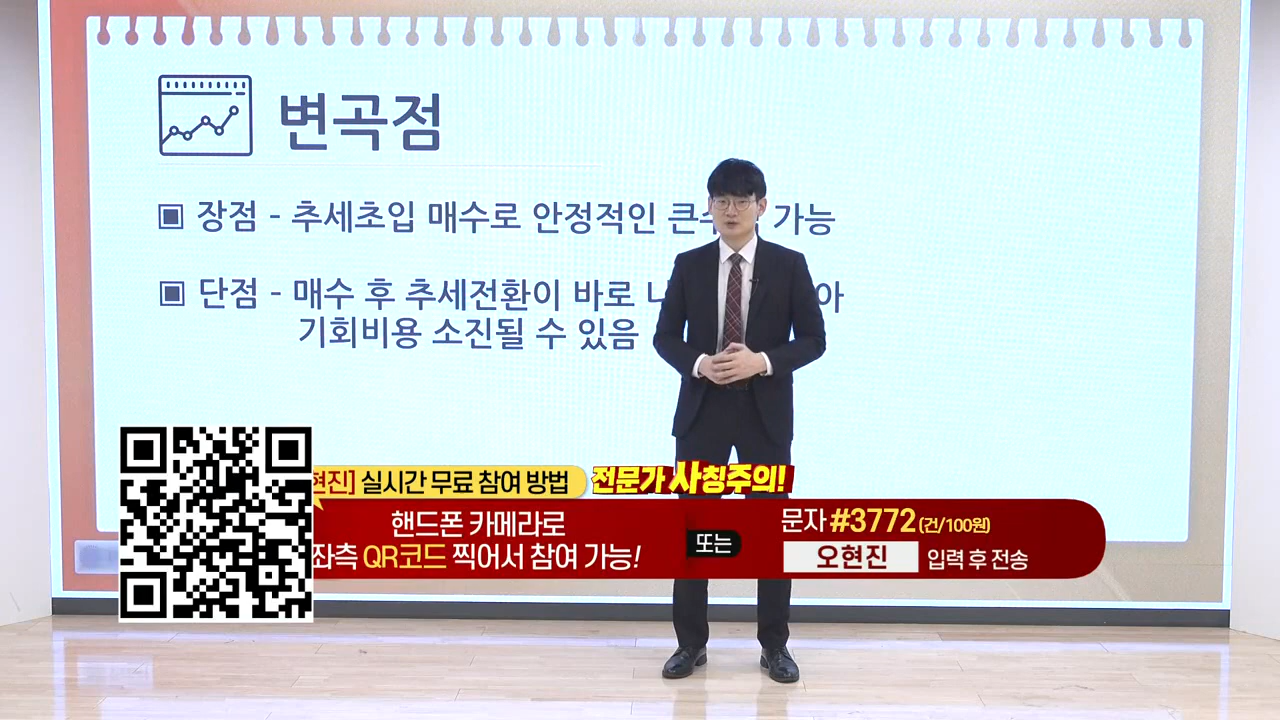 변곡점
▣ 장점 - 추세초입 매수로 안정적인 가능
▣ 단점 - 매수 후 추세전환이 바로
기회비용 소진될 수 있음
현진] 실시간 무료 참여 방법
전문가 사칭주의!
핸드폰 카메라로
좌측 QR코드 찍어서 참여 가능!
또는
문자 #3772 (건/100원)
오현진 입력 후 전송